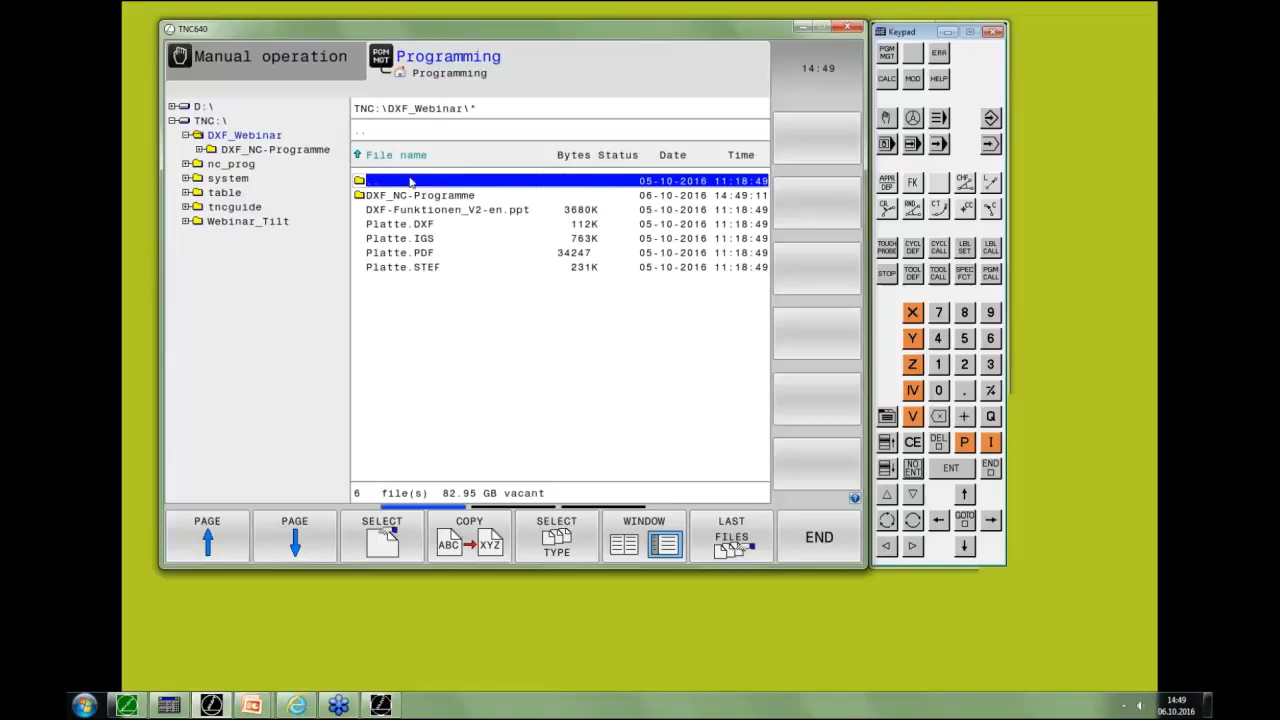 TNC640
Manual operation
PGM MGT
Programming
Programming
14:49
D:\
TNC:\
DXF_Webinar
DXF_NC-Programme
nc_prog
system
table
tncguide
Webinar_Tilt
TNC:\DXF_Webinar\*
..
File name Bytes Status Date Time
05-10-2016 11:18:49
DXF_NC-Programme 06-10-2016 14:49:11
DXF-Funktionen_V2-en.ppt 3680K 05-10-2016 11:18:49
Platte.DXF 112K 05-10-2016 11:18:49
Platte.IGS 763K 05-10-2016 11:18:49
Platte.PDF 34247 05-10-2016 11:18:49
Platte.STEF 231K 05-10-2016 11:18:49
6 file(s) 82.95 GB vacant
PAGE
PAGE
SELECT
COPY
ABC XYZ
SELECT
TYPE
WINDOW
LAST
FILES
END
Keypad
PGM MGT
ERR
CALC MOD HELP
APPR DEP FK CHF L
CR RND CT CC C
TOUCH PROBE CYCL DEF CYCL CALL LBL SET LBL CALL
STOP TOOL DEF TOOL CALL SPEC FCT PGM CALL
X 7 8 9
Y 4 5 6
Z 1 2 3
IV 0 . 
V + Q
CE DEL P I
NO ENT ENT END
GOTO
14:49
06.10.2016